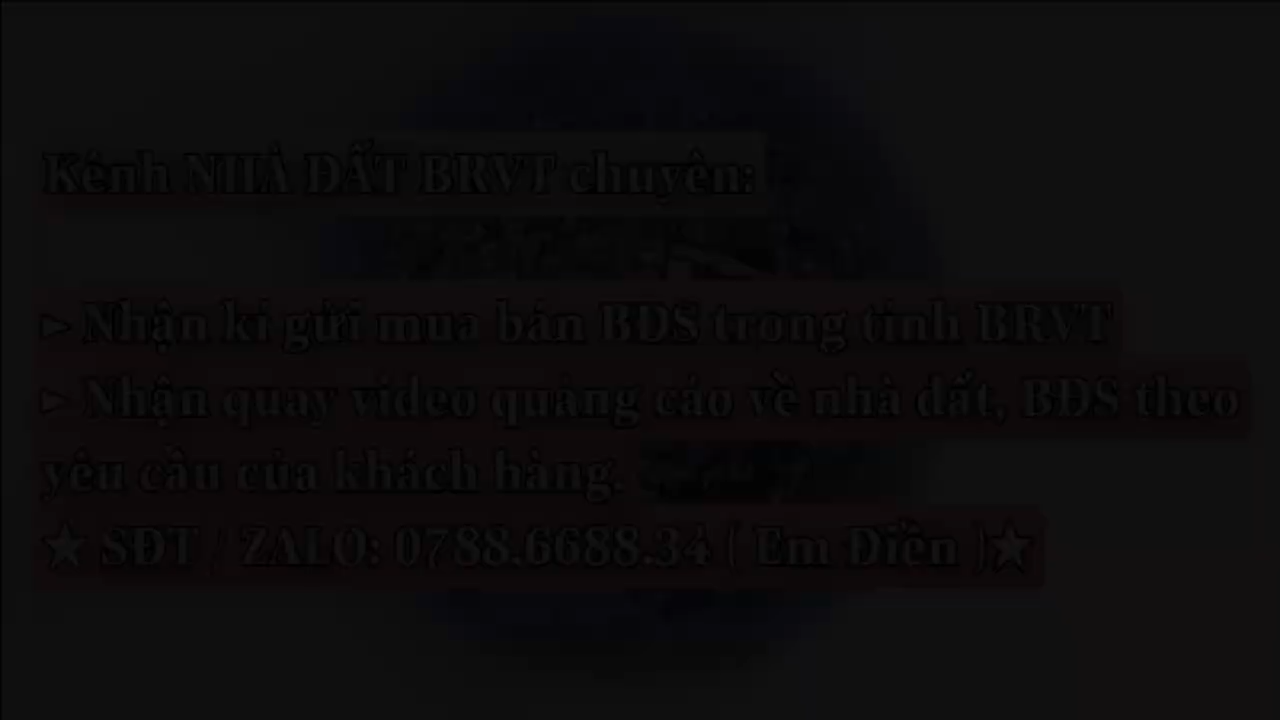 Kênh NHÀ ĐẤT BRVT chuyên:
► Nhận kí gửi mua bán BĐS trong tỉnh BRVT
► Nhận quay video quảng cáo về nhà đất, BĐS theo
yêu cầu của khách hàng.
★ SĐT / ZALO: 0788.6688.34 ( Em Điền )★